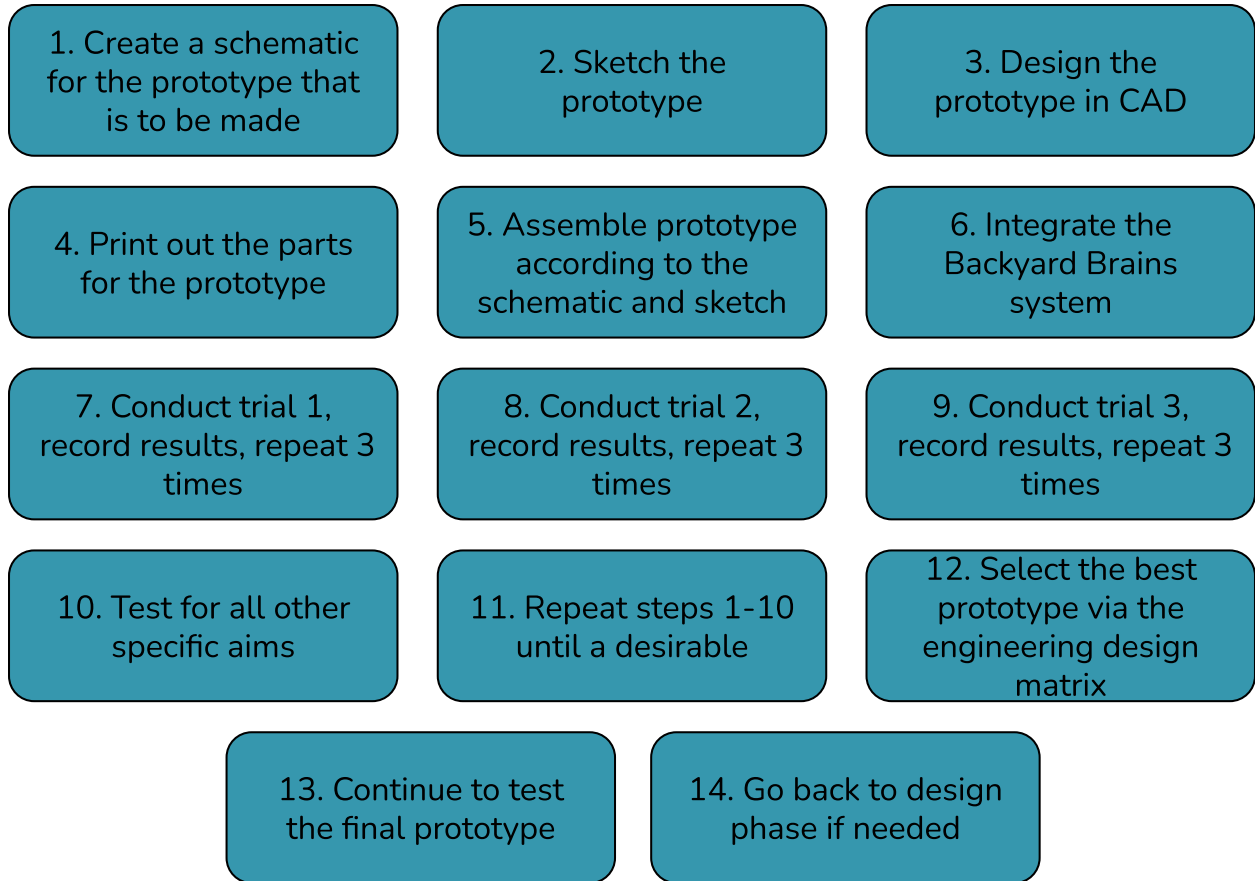 1. Create a schematic
for the prototype that
is to be made
2. Sketch the
prototype
3. Design the
prototype in CAD
4. Print out the parts
for the prototype
5. Assemble prototype
according to the
schematic and sketch
6. Integrate the
Backyard Brains
system
7. Conduct trial 1,
record results, repeat 3
times
8. Conduct trial 2,
record results, repeat 3
times
9. Conduct trial 3,
record results, repeat 3
times
10. Test for all other
specific aims
11. Repeat steps 1-10
until a desirable
12. Select the best
prototype via the
engineering design
matrix
13. Continue to test
the final prototype
14. Go back to design
phase if needed